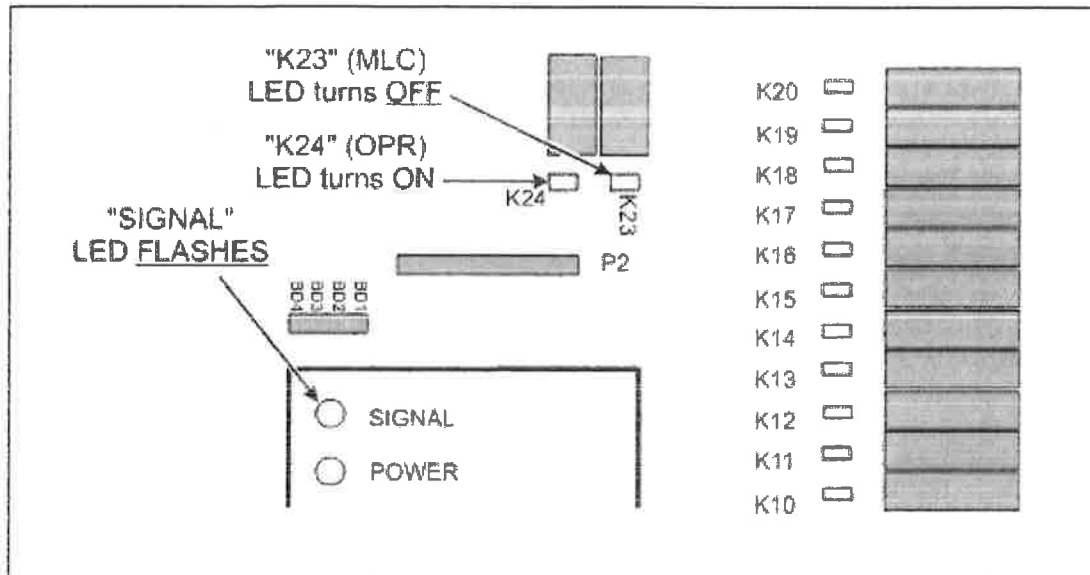 "K23" (MLC)
LED turns OFF
"K24" (OPR)
LED turns ON
"SIGNAL"
LED FLASHES
K24
K23
P2
BD4
BD3
BD2
BD1
SIGNAL
POWER
K20
K19
K18
K17
K16
K15
K14
K13
K12
K11
K10